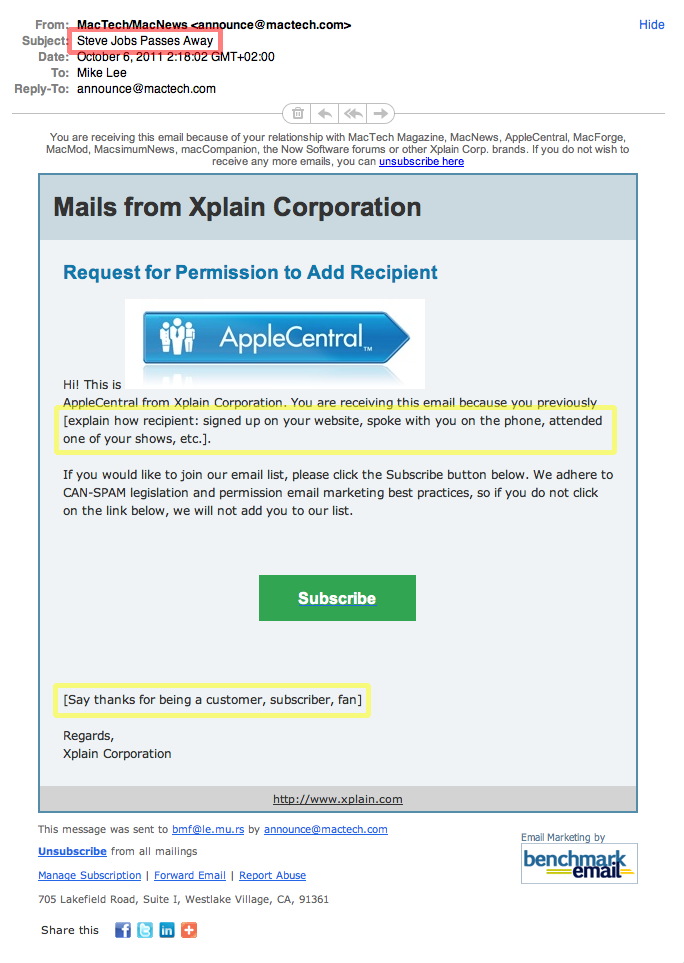 From: MacTech/MacNews <announce@mactech.com> Hide
Subject: Steve Jobs Passes Away
Date: October 6, 2011 2:18:02 GMT+02:00
To: Mike Lee
Reply-To: announce@mactech.com
You are receiving this email because of your relationship with MacTech Magazine, MacNews, AppleCentral, MacForge,
MacMod, MacsimumNews, macCompanion, the Now Software forums or other Xplain Corp. brands. If you do not wish to
receive any more emails, you can unsubscribe here
Mails from Xplain Corporation
Request for Permission to Add Recipient
AppleCentral™
Hi! This is
AppleCentral from Xplain Corporation. You are receiving this email because you previously
[explain how recipient: signed up on your website, spoke with you on the phone, attended
one of your shows, etc.].
If you would like to join our email list, please click the Subscribe button below. We adhere to
CAN-SPAM legislation and permission email marketing best practices, so if you do not click
on the link below, we will not add you to our list.
Subscribe
[Say thanks for being a customer, subscriber, fan]
Regards,
Xplain Corporation
http://www.xplain.com
This message was sent to bmf@le.mu.rs by announce@mactech.com
Unsubscribe from all mailings
Manage Subscription | Forward Email | Report Abuse
705 Lakefield Road, Suite I, Westlake Village, CA, 91361
Email Marketing by
benchmark
email
Share this